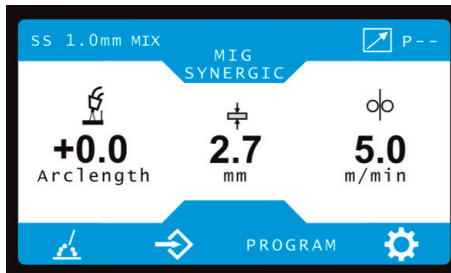 SS 1.0mm MIX
MIG
SYNERGIC
P--
+0.0
Arclength
2.7
mm
5.0
m/min
PROGRAM